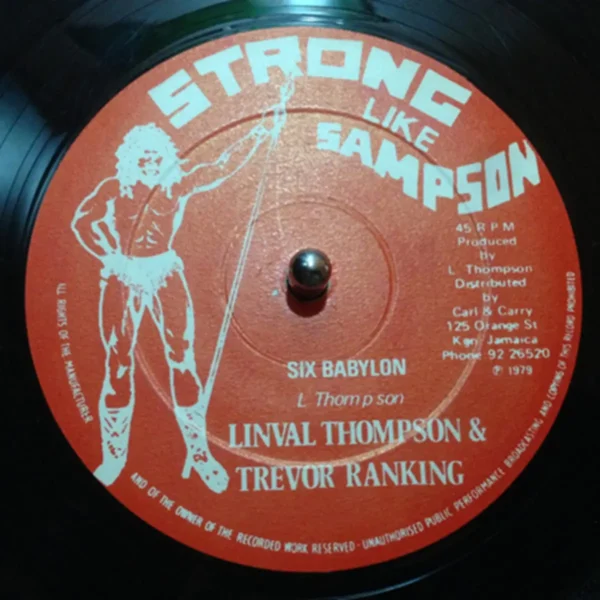 STRONG
LIKE
SAMPSON
45 R P M
Produced
by
L Thompson
Distributed
by
Carl & Carry
125 Orange St
Kgn Jamaica
Phone 92 26520
℗ 1979
SIX BABYLON
L Thompson
LINVAL THOMPSON &
TREVOR RANKING
ALL RIGHTS OF THE MANUFACTURER
AND OF THE OWNER OF THE RECORDED WORK RESERVED · UNAUTHORISED PUBLIC PERFORMANCE BROADCASTING AND COPYING OF THIS RECORD PROHIBITED